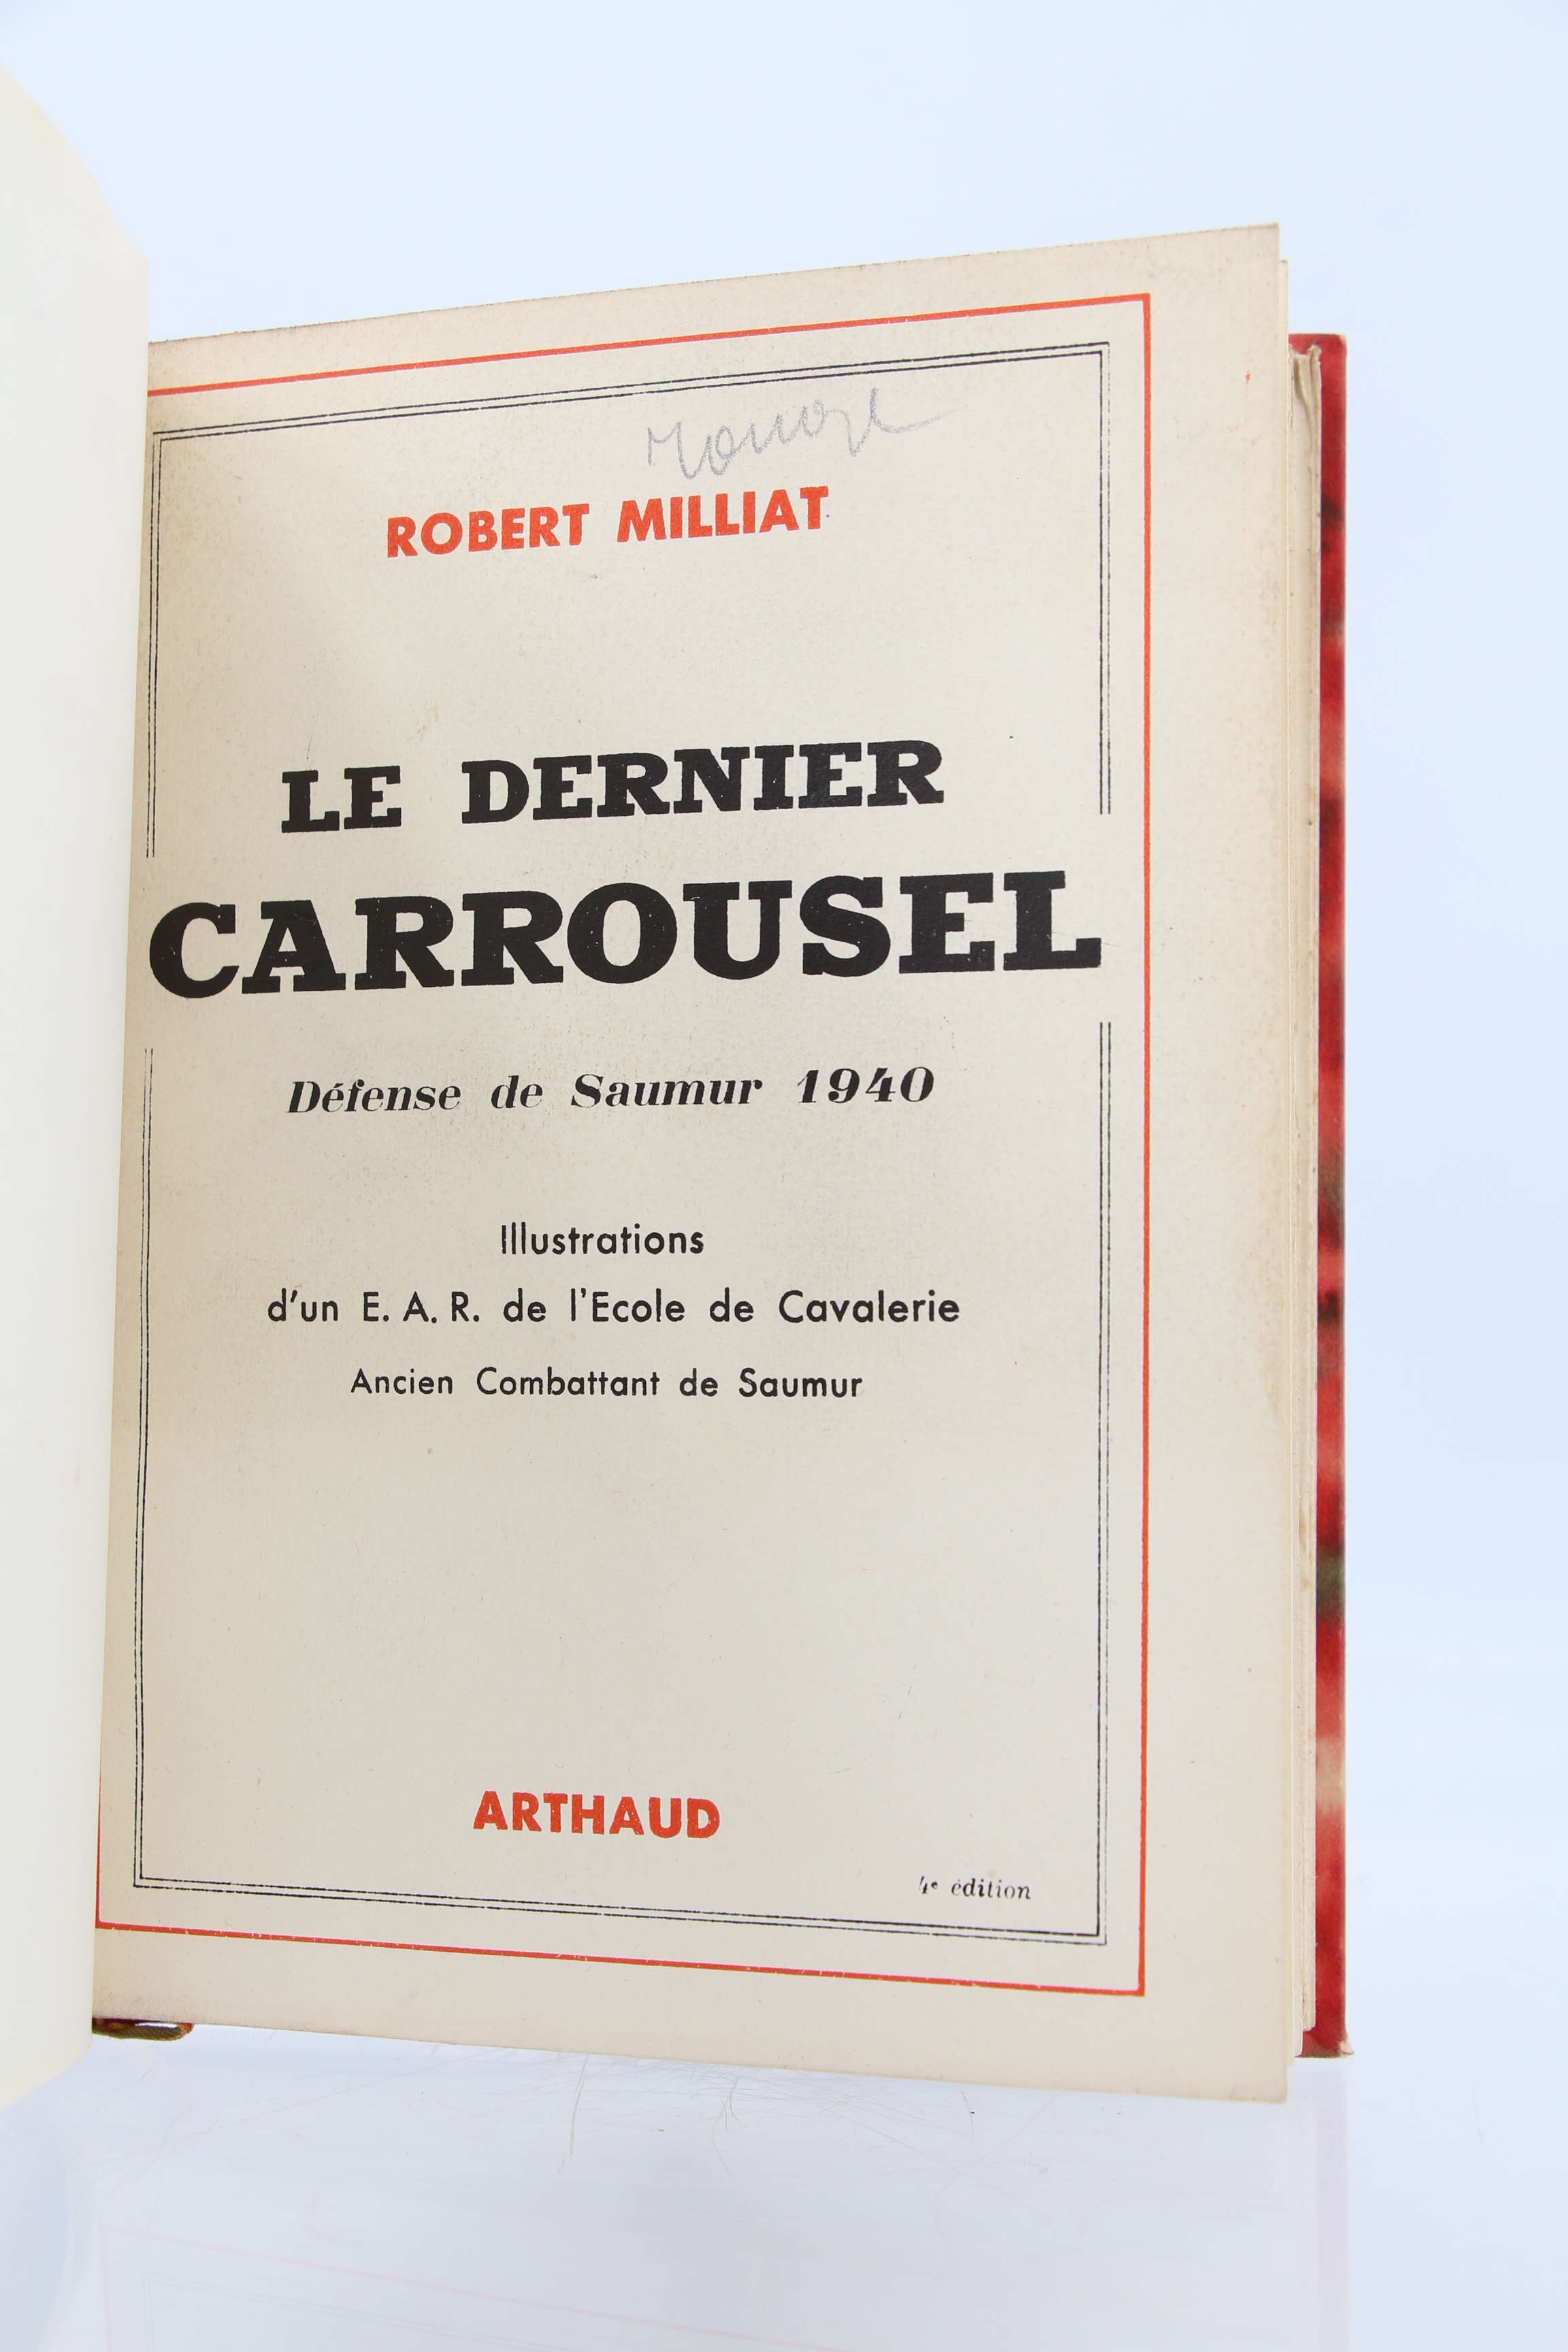 ROBERT MILLIAT
LE DERNIER
CARROUSEL
Défense de Saumur 1940
Illustrations
d'un E. A. R. de l'Ecole de Cavalerie
Ancien Combattant de Saumur
ARTHAUD
4e édition